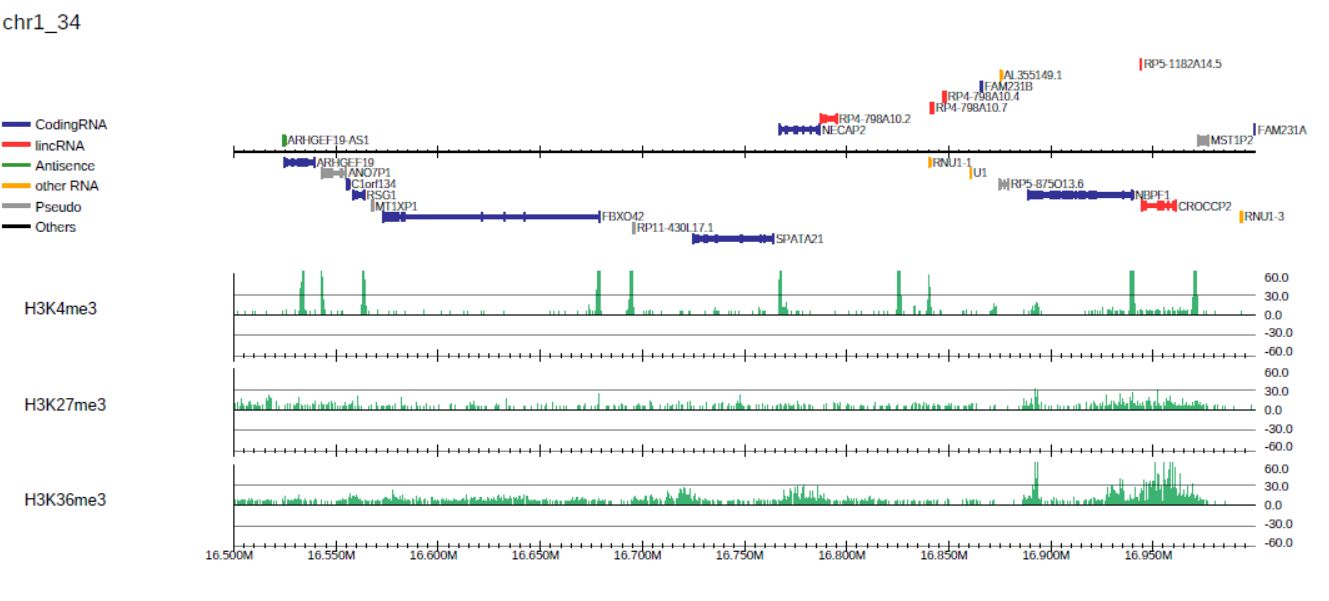 chr1_34
RP5-1182A14.5
AL355149.1
FAM231B
RP4-798A10.4
RP4-798A10.7
RP4-798A10.2
CodingRNA
NECAP2
FAM231A
lincRNA
ARHGEF19-AS1
MST1P2
Antisence
ARHGEF19
RNU1-1
ANO7P1
U1
other RNA
C1orf134
RP5-875O13.6
RSG1
NBPF1
Pseudo
MT1XP1
CROCCP2
FBXO42
RNU1-3
Others
RP11-430L17.1
SPATA21
H3K4me3
60.0
30.0
0.0
-30.0
-60.0
H3K27me3
60.0
30.0
0.0
-30.0
-60.0
H3K36me3
60.0
30.0
0.0
-30.0
-60.0
16.500M 16.550M 16.600M 16.650M 16.700M 16.750M 16.800M 16.850M 16.900M 16.950M